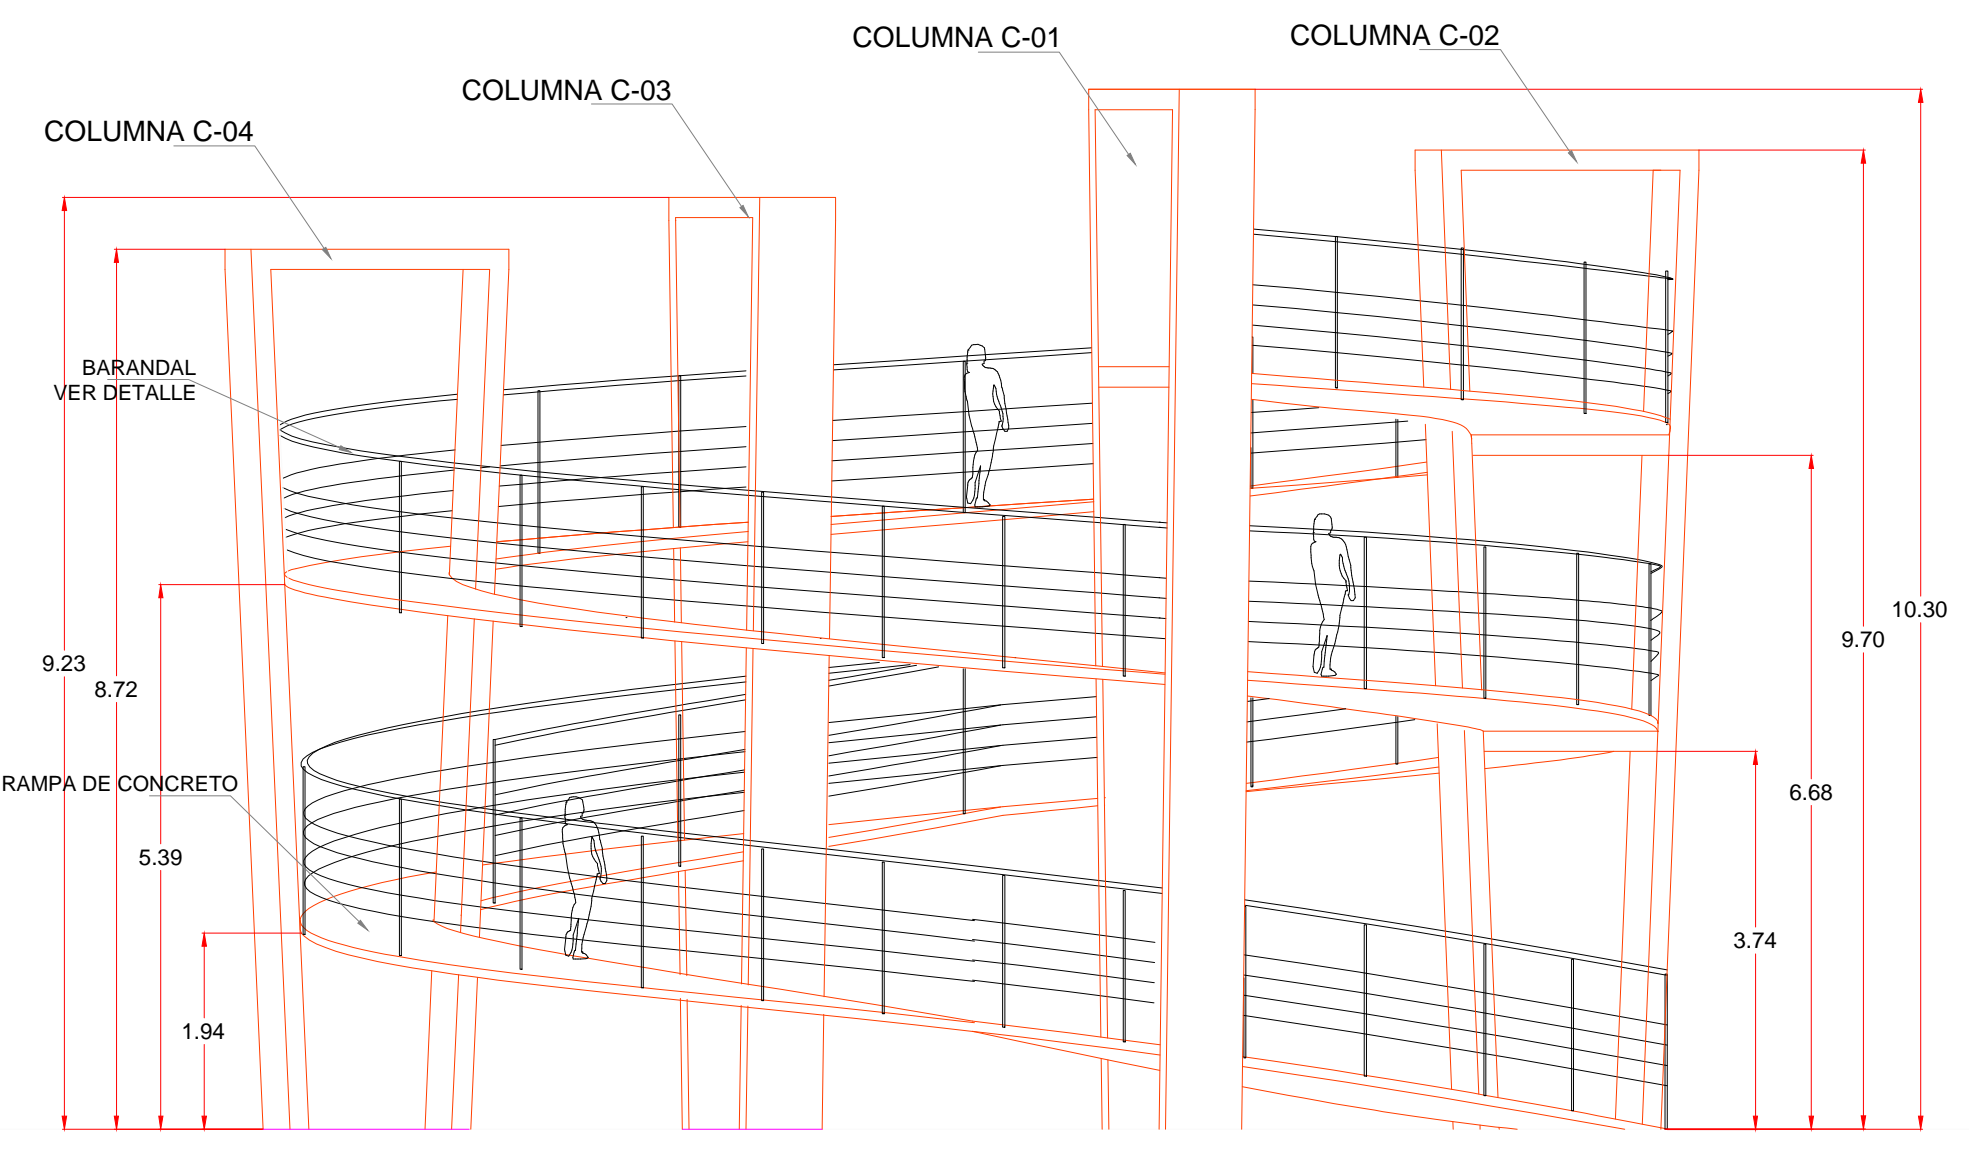 COLUMNA C-01
COLUMNA C-02
COLUMNA C-03
COLUMNA C-04
BARANDAL
VER DETALLE
RAMPA DE CONCRETO
9.23
8.72
5.39
1.94
10.30
9.70
6.68
3.74